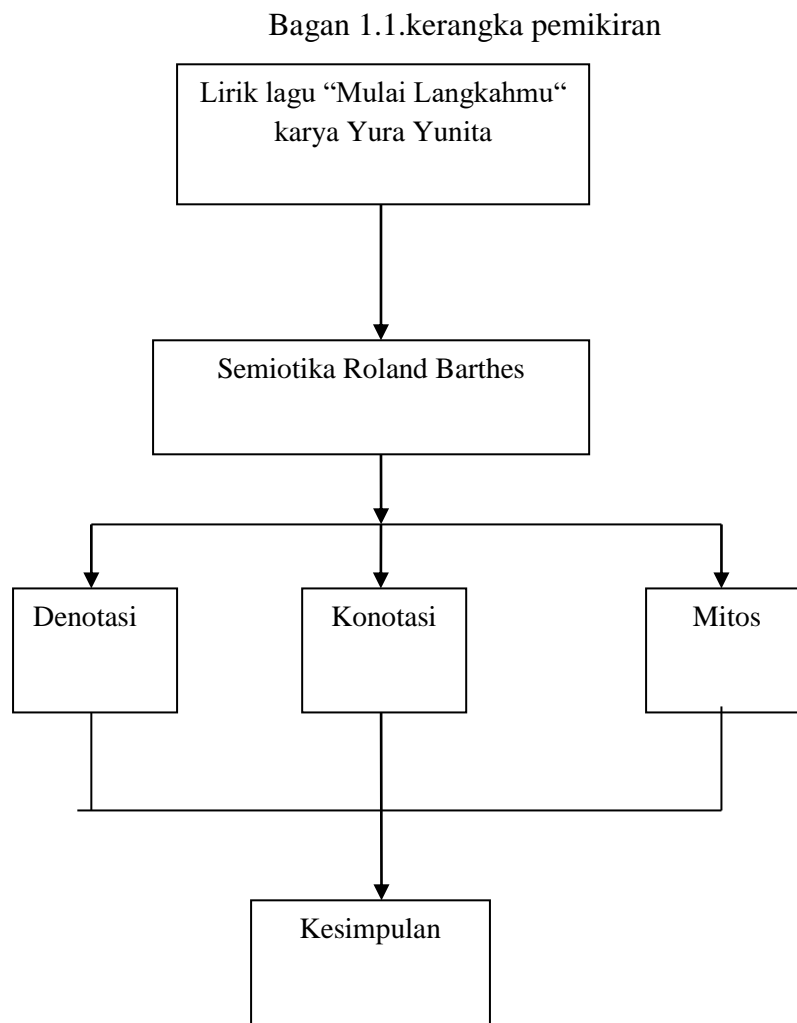 Bagan 1.1.kerangka pemikiran
Lirik lagu “Mulai Langkahmu“
karya Yura Yunita
Semiotika Roland Barthes
Denotasi
Konotasi
Mitos
Kesimpulan